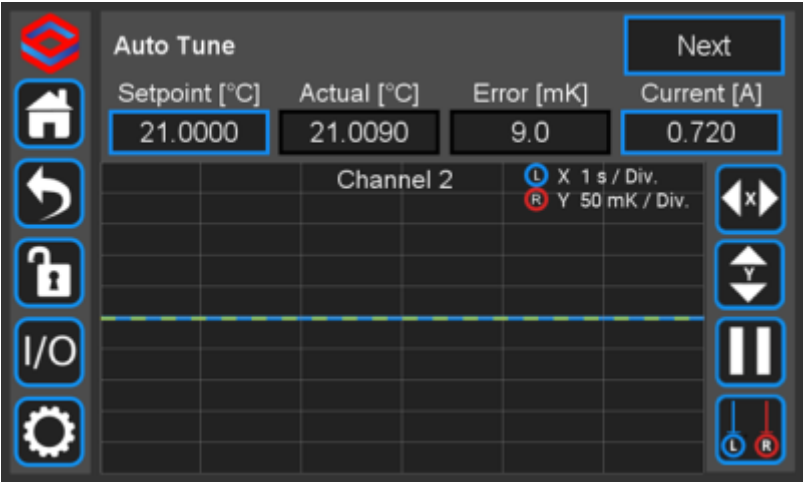 Auto Tune
Next
Setpoint [°C] Actual [°C] Error [mK] Current [A]
21.0000 21.0090 9.0 0.720
Channel 2
L X 1 s / Div.
R Y 50 mK / Div.
X
Y
I/O
L R